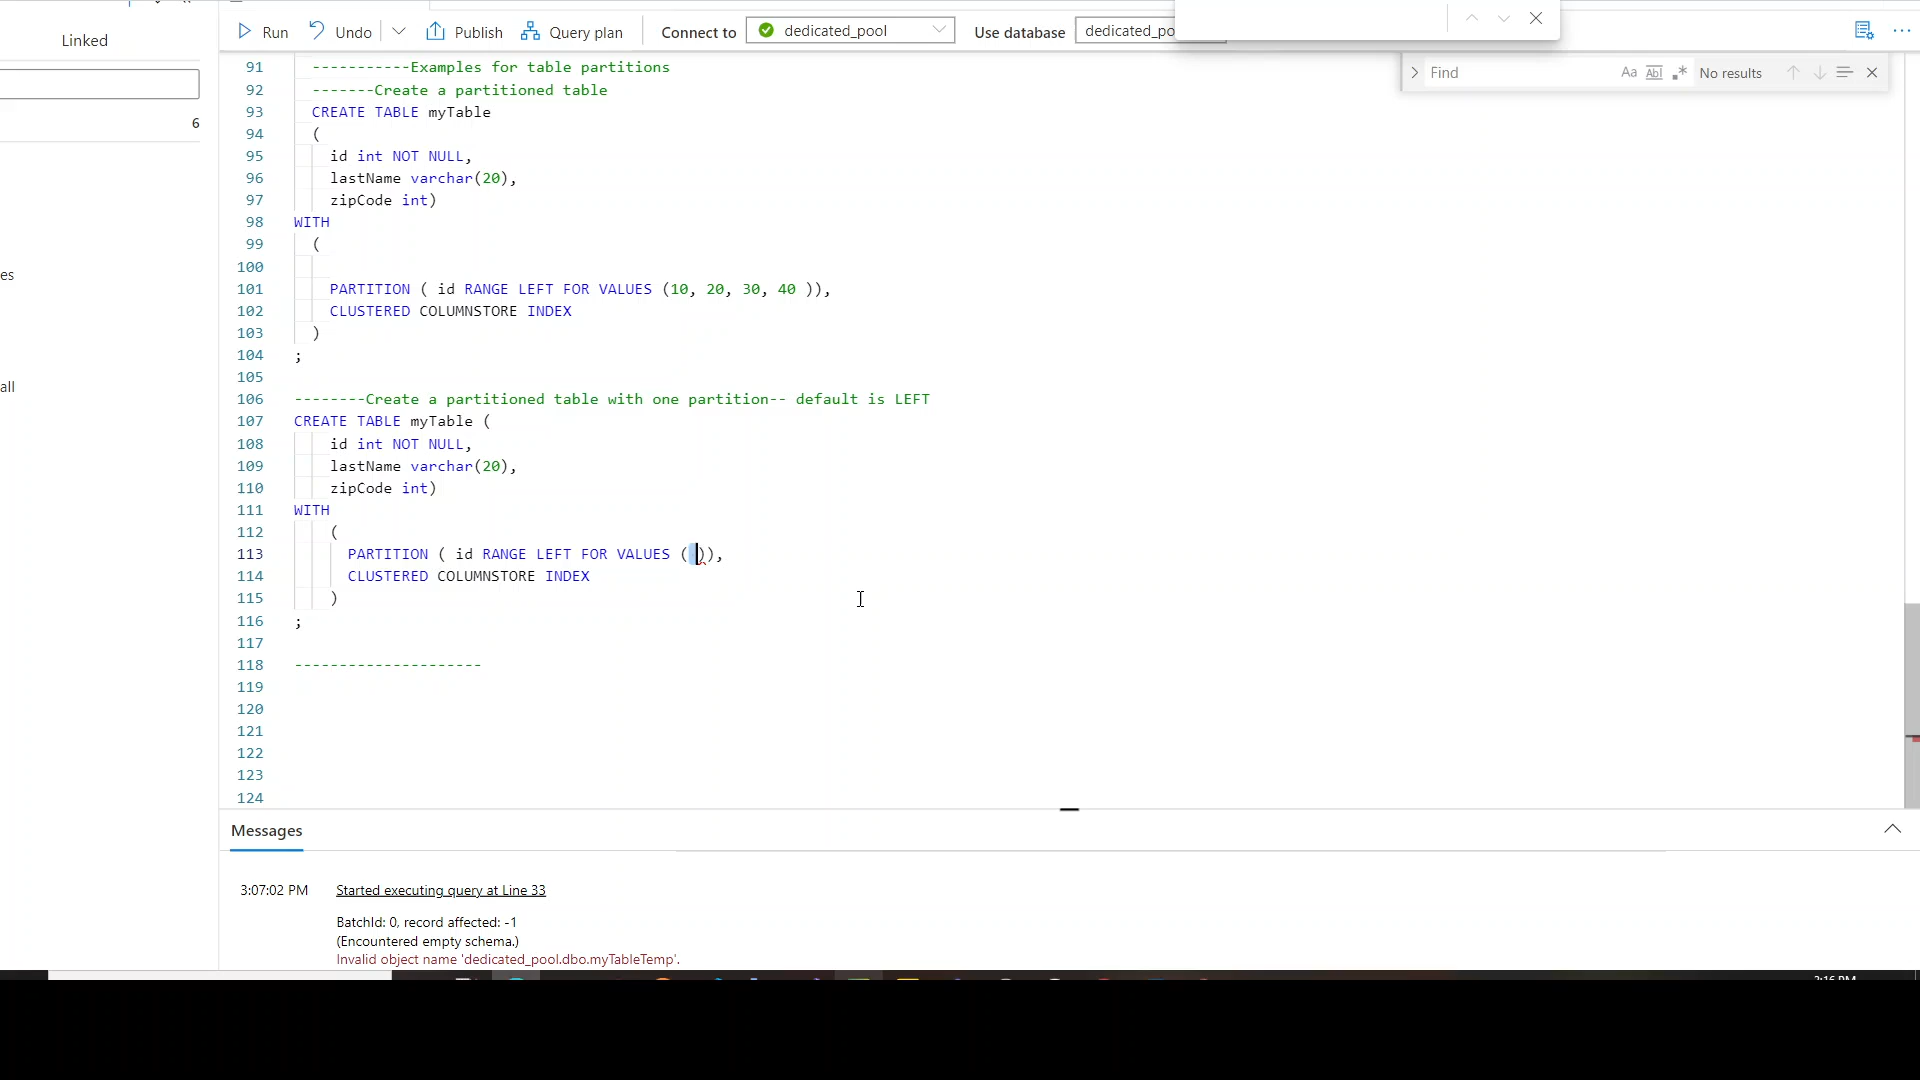 Linked
6
es
all
Run Undo Publish Query plan Connect to dedicated_pool Use database dedicated_po
Find Aa Abl No results
91 -----------Examples for table partitions
92 -------Create a partitioned table
93 CREATE TABLE myTable
94 (
95 id int NOT NULL,
96 lastName varchar(20),
97 zipCode int)
98 WITH
99 (
100
101 PARTITION ( id RANGE LEFT FOR VALUES (10, 20, 30, 40 )),
102 CLUSTERED COLUMNSTORE INDEX
103 )
104 ;
105
106 --------Create a partitioned table with one partition-- default is LEFT
107 CREATE TABLE myTable (
108 id int NOT NULL,
109 lastName varchar(20),
110 zipCode int)
111 WITH
112 (
113 PARTITION ( id RANGE LEFT FOR VALUES ( )),
114 CLUSTERED COLUMNSTORE INDEX
115 )
116 ;
117
118 ---------------------
119
120
121
122
123
124
Messages
3:07:02 PM Started executing query at Line 33
BatchId: 0, record affected: -1
(Encountered empty schema.)
Invalid object name 'dedicated_pool.dbo.myTableTemp'.